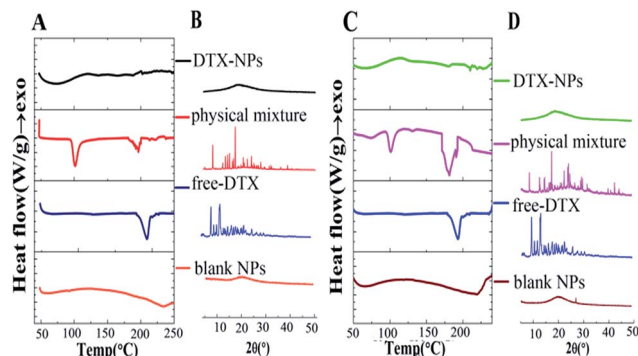 A
B
C
D
Heat flow(W/g)→exo
DTX-NPs
physical mixture
free-DTX
blank NPs
50 100 150 200 250
Temp(°C)
0 10 20 30 40 50
2θ(°)
Heat flow(W/g)→exo
DTX-NPs
physical mixture
free-DTX
blank NPs
50 100 150 200
Temp(°C)
10 20 30 40 50
2θ(°)